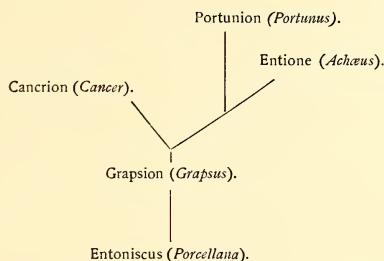 Portunion (Portunus).
Entione (Achæus).
Cancrion (Cancer).
Grapsion (Grapsus).
Entoniscus (Porcellana).